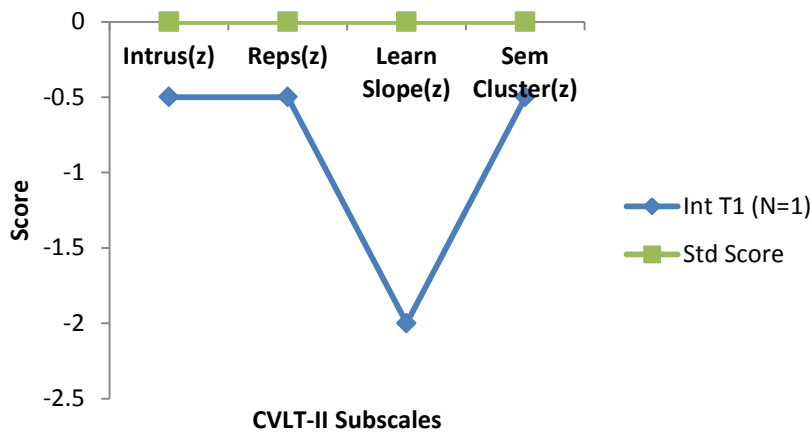 0
-0.5
-1
-1.5
-2
-2.5
Score
Intrus(z)
Reps(z)
Learn
Slope(z)
Sem
Cluster(z)
CVLT-II Subscales
Int T1 (N=1)
Std Score